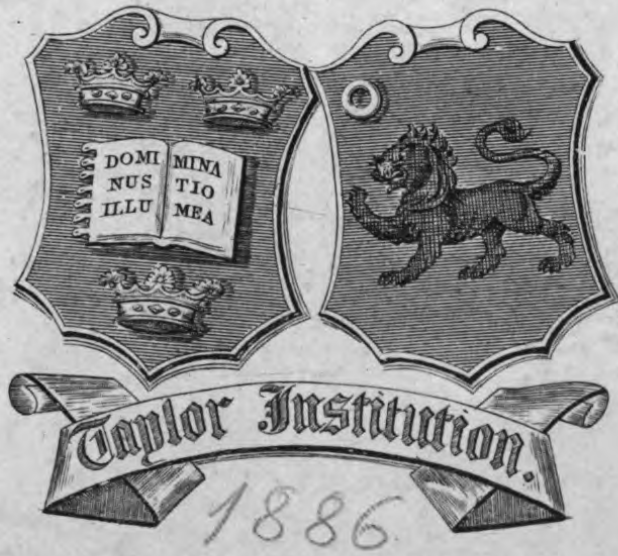 DOMI MINA
NUS TIO
ILLU MEA
Taylor Institution.
1886